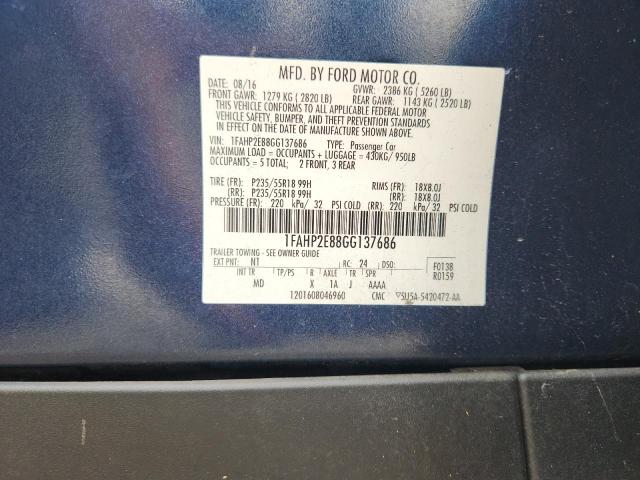 MFD. BY FORD MOTOR CO.
DATE: 08/16 GVWR: 2386 KG ( 5260 LB)
FRONT GAWR: 1279 KG ( 2820 LB) REAR GAWR: 1143 KG ( 2520 LB)
THIS VEHICLE CONFORMS TO ALL APPLICABLE FEDERAL MOTOR
VEHICLE SAFETY, BUMPER, AND THEFT PREVENTION STANDARDS
IN EFFECT ON THE DATE OF MANUFACTURE SHOWN ABOVE.
VIN: 1FAHP2E88GG137686 TYPE: Passenger Car
MAXIMUM LOAD = OCCUPANTS + LUGGAGE = 430KG/ 950LB
OCCUPANTS = 5 TOTAL: 2 FRONT, 3 REAR
TIRE (FR): P235/55R18 99H RIMS (FR): 18X8.0J
TIRE (RR): P235/55R18 99H RIMS (RR): 18X8.0J
PRESSURE (FR): 220 kPa/ 32 PSI COLD (RR): 220 kPa/ 32 PSI COLD
1FAHP2E88GG137686
TRAILER TOWING - SEE OWNER GUIDE
EXT PNT: N1 RC: 24 DSO: F0138
R0159
INT TR TP/PS R AXLE TR SPR
MD X 1A J AAAA
1201608046960 CMC 5U5A-5420472-AA